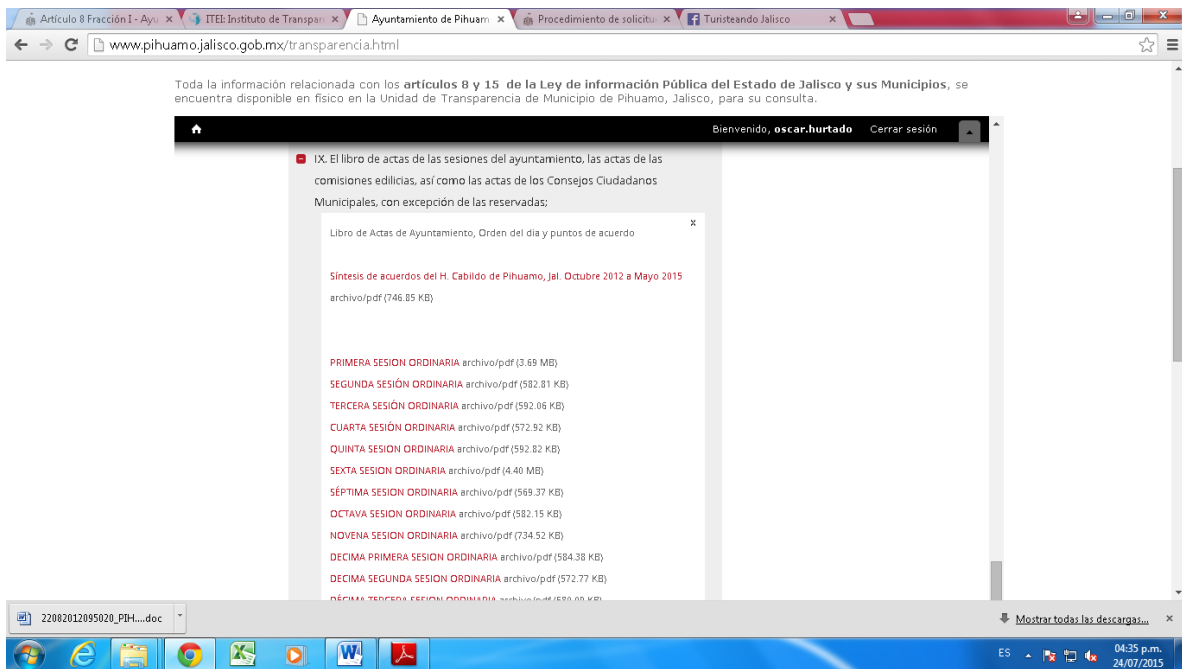 Artículo 8 Fracción I - Ayu
ITEI: Instituto de Transpar
Ayuntamiento de Pihuam
Procedimiento de solicitu
Turisteando Jalisco
www.pihuamo.jalisco.gob.mx/transparencia.html
Toda la información relacionada con los artículos 8 y 15 de la Ley de información Pública del Estado de Jalisco y sus Municipios, se
encuentra disponible en físico en la Unidad de Transparencia de Municipio de Pihuamo, Jalisco, para su consulta.
Bienvenido, oscar.hurtado Cerrar sesión
IX. El libro de actas de las sesiones del ayuntamiento, las actas de las
comisiones edilicias, así como las actas de los Consejos Ciudadanos
Municipales, con excepción de las reservadas;
x
Libro de Actas de Ayuntamiento, Orden del dia y puntos de acuerdo
Síntesis de acuerdos del H. Cabildo de Pihuamo, Jal. Octubre 2012 a Mayo 2015
archivo/pdf (746.85 KB)
PRIMERA SESION ORDINARIA archivo/pdf (3.69 MB)
SEGUNDA SESIÓN ORDINARIA archivo/pdf (582.81 KB)
TERCERA SESIÓN ORDINARIA archivo/pdf (592.06 KB)
CUARTA SESIÓN ORDINARIA archivo/pdf (572.92 KB)
QUINTA SESION ORDINARIA archivo/pdf (592.82 KB)
SEXTA SESION ORDINARIA archivo/pdf (4.40 MB)
SÉPTIMA SESION ORDINARIA archivo/pdf (569.37 KB)
OCTAVA SESION ORDINARIA archivo/pdf (582.15 KB)
NOVENA SESION ORDINARIA archivo/pdf (734.52 KB)
DECIMA PRIMERA SESION ORDINARIA archivo/pdf (584.38 KB)
DECIMA SEGUNDA SESION ORDINARIA archivo/pdf (572.77 KB)
DÉCIMA TERCERA SESION ORDINARIA archivo/pdf
22082012095020_PIH....doc
Mostrar todas las descargas...
ES
04:35 p.m.
24/07/2015